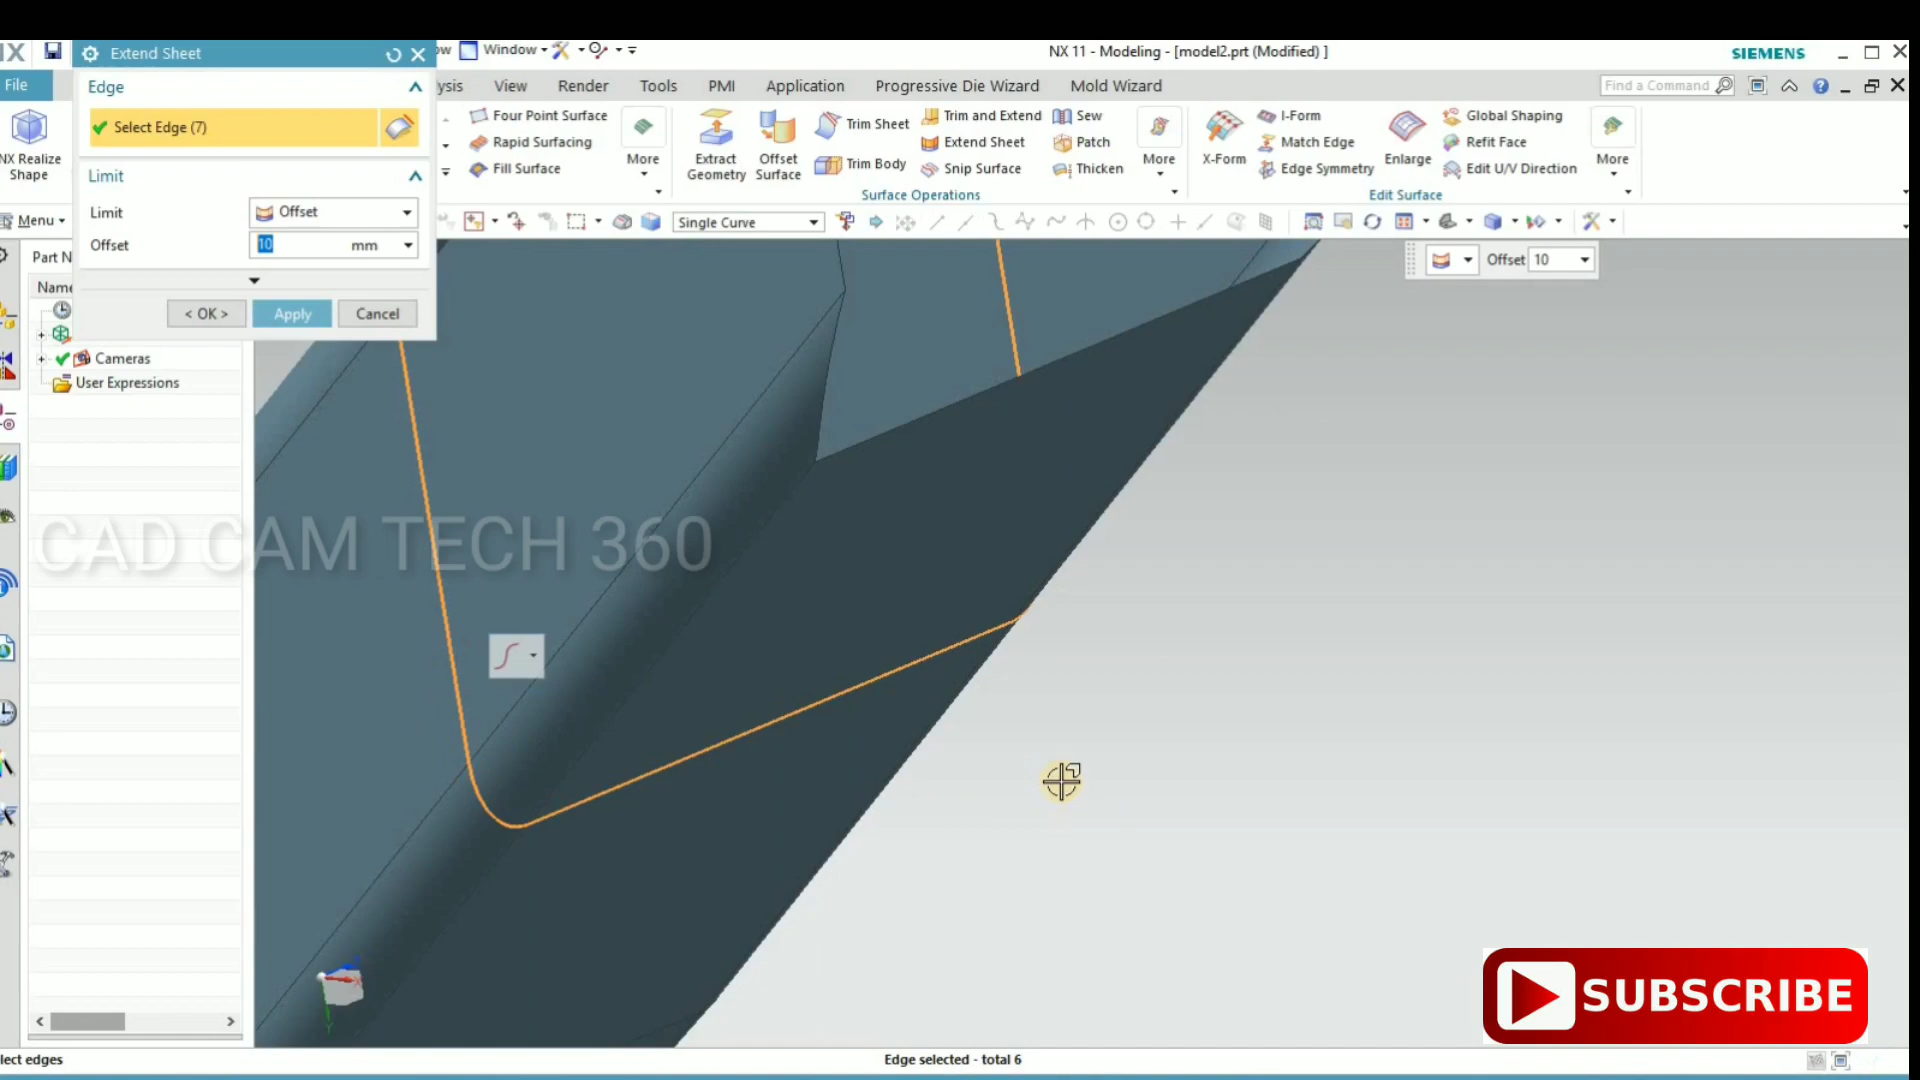 NX
Extend Sheet
ow
Window
NX 11 - Modeling - [model2.prt (Modified) ]
SIEMENS
File
Edge
lysis
View
Render
Tools
PMI
Application
Progressive Die Wizard
Mold Wizard
Find a Command
Select Edge (7)
NX Realize
Shape
Four Point Surface
Rapid Surfacing
Fill Surface
More
Extract
Geometry
Offset
Surface
Trim Sheet
Trim Body
Trim and Extend
Extend Sheet
Snip Surface
Sew
Patch
Thicken
More
Surface Operations
X-Form
I-Form
Match Edge
Edge Symmetry
Enlarge
Global Shaping
Refit Face
Edit U/V Direction
More
Edit Surface
Limit
Limit
Offset
Offset
10
mm
Menu
Single Curve
Part N
Name
Offset
10
< OK >
Apply
Cancel
Cameras
User Expressions
CAD CAM TECH 360
Y
SUBSCRIBE
lect edges
Edge selected - total 6